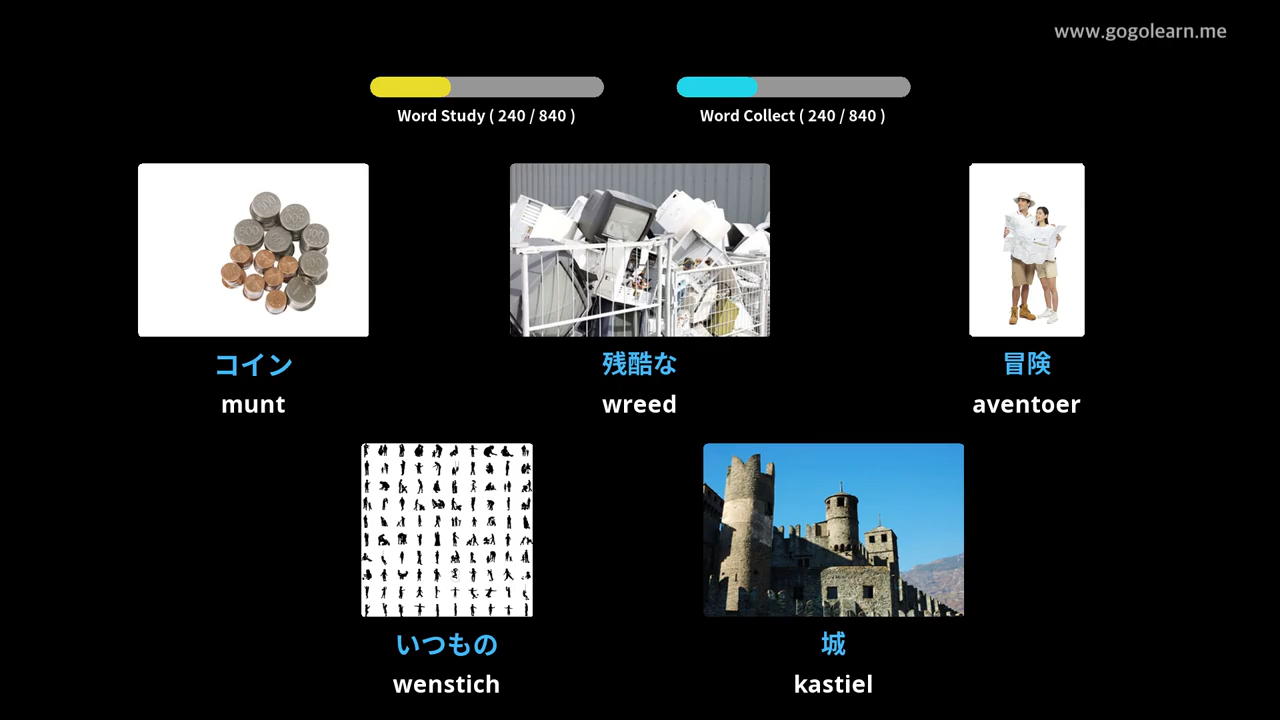 www.gogolearn.me
Word Study ( 240 / 840 )
Word Collect ( 240 / 840 )
コイン
munt
残酷な
wreed
冒険
aventoer
いつもの
wenstich
城
kastiel